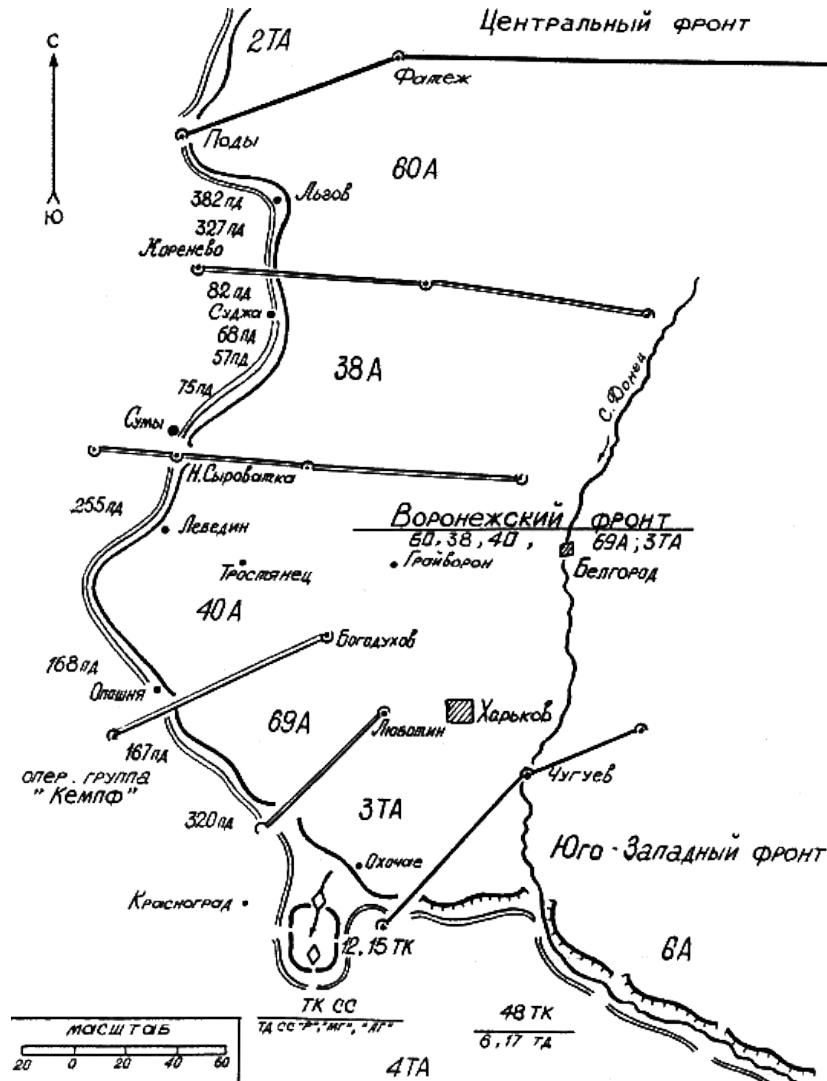 Центральный фронт
С
2ТА
Фатеж
Поды
60А
Ю
382 пд
Льгов
327 пд
Коренево
82 пд
Суджа
68 пд
57 пд
38А
75 пд
С. Донец
Сумы
Н. Сыроватка
255 пд
Лебедин
Воронежский фронт
60, 38, 40, 69А; 3ТА
Тростянец
Грайворон
Белгород
40А
Богодухов
168 пд
Опошня
69А
Люботин
Харьков
167 пд
опер. группа
"Кемпф"
Чугуев
320 пд
3ТА
Охочае
Юго-Западный фронт
Красноград
12, 15 ТК
6А
ТК СС
ТД СС "Р", "МГ", "АГ"
48 ТК
6, 17 тд
масштаб
20 0 20 40 60
4ТА